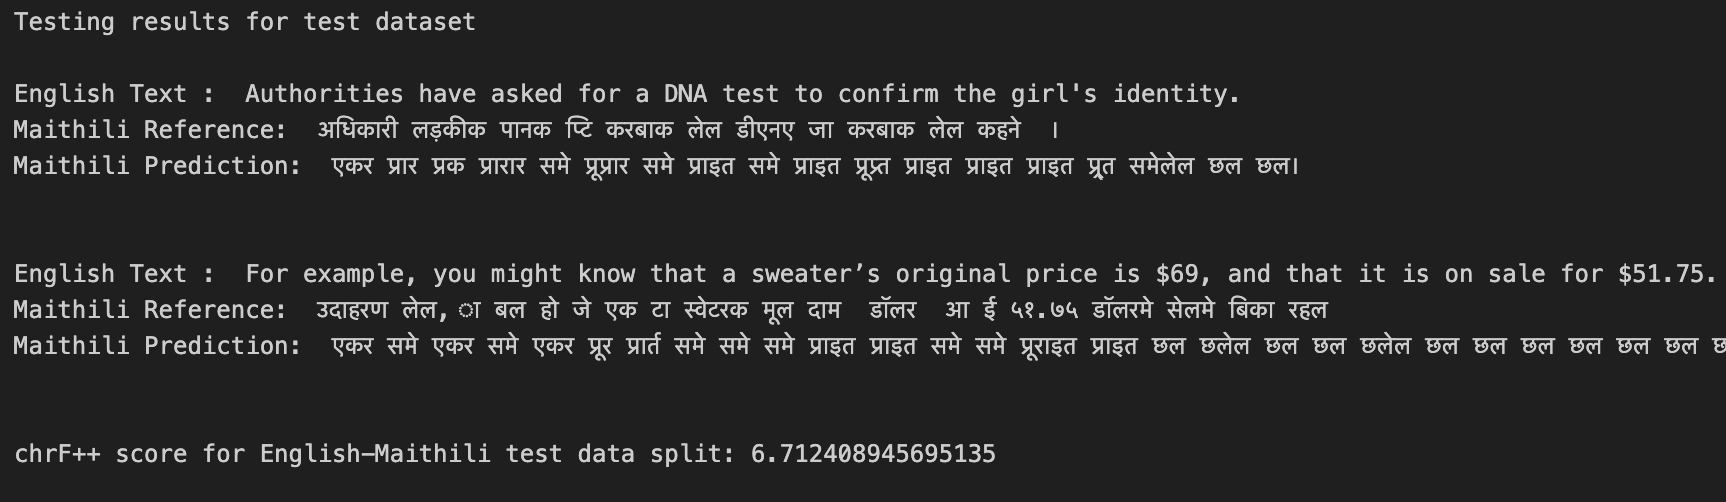 Testing results for test dataset
English Text :  Authorities have asked for a DNA test to confirm the girl's identity.
Maithili Reference:  अधिकारी लड़कीक पानक प्टि करबाक लेल डीएनए जा करबाक लेल कहने  ।
Maithili Prediction:  एकर प्रार प्रक प्रारार समे प्रूप्रार समे प्राइत समे प्राइत प्रूप्र्त प्राइत प्राइत प्राइत समेलेल छल छल।
English Text :  For example, you might know that a sweater’s original price is $69, and that it is on sale for $51.75.
Maithili Reference:  उदाहरण लेल, ा बल हो जे एक टा स्वेटरक मूल दाम  डॉलर  आ ई ५१.७५ डॉलरमे सेलमे बिका रहल
Maithili Prediction:  एकर समे एकर समे एकर प्रूर प्रार्त समे समे समे प्राइत प्राइत समे समे प्रूराइत प्राइत छल छलेल छल छल छलेल छल छल छल छल छल छल
chrF++ score for English–Maithili test data split: 6.712408945695135